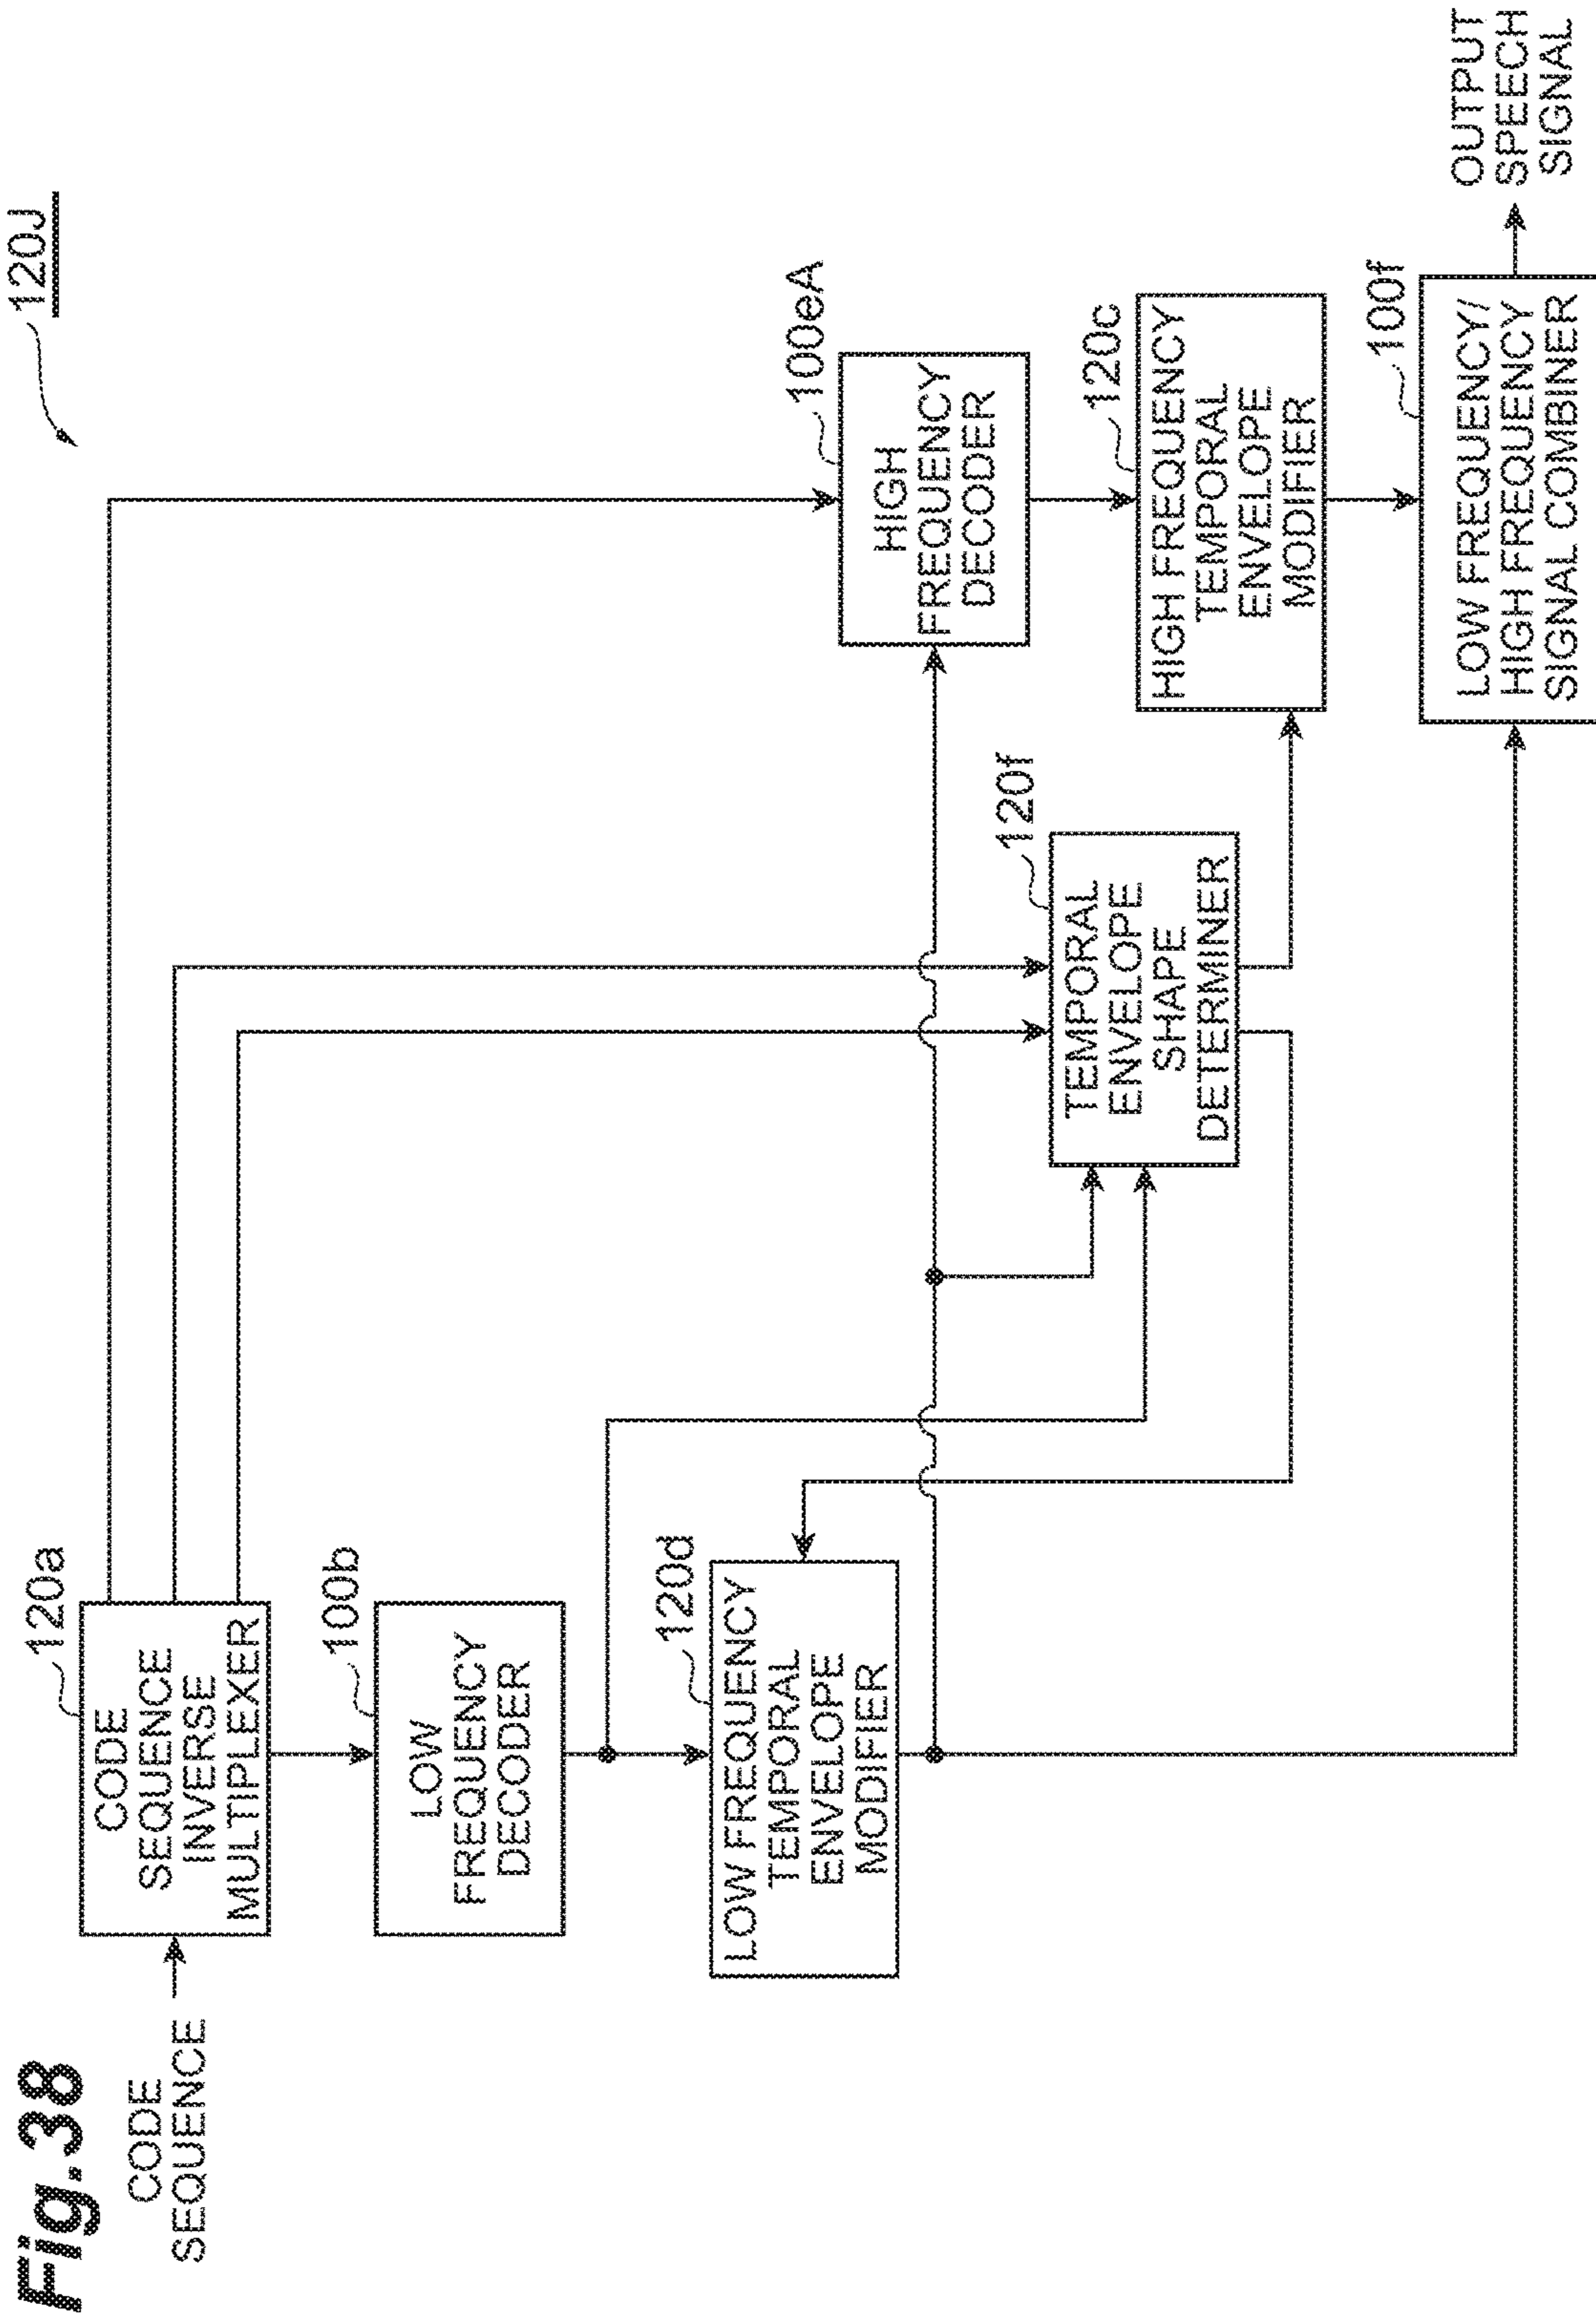 Fig.38
120J
CODE
SEQUENCE
120a
CODE
SEQUENCE
INVERSE
MULTIPLEXER
100b
LOW
FREQUENCY
DECODER
120d
LOW FREQUENCY
TEMPORAL
ENVELOPE
MODIFIER
120f
TEMPORAL
ENVELOPE
SHAPE
DETERMINER
100eA
HIGH
FREQUENCY
DECODER
120c
HIGH FREQUENCY
TEMPORAL
ENVELOPE
MODIFIER
100f
LOW FREQUENCY/
HIGH FREQUENCY
SIGNAL COMBINER
OUTPUT
SPEECH
SIGNAL